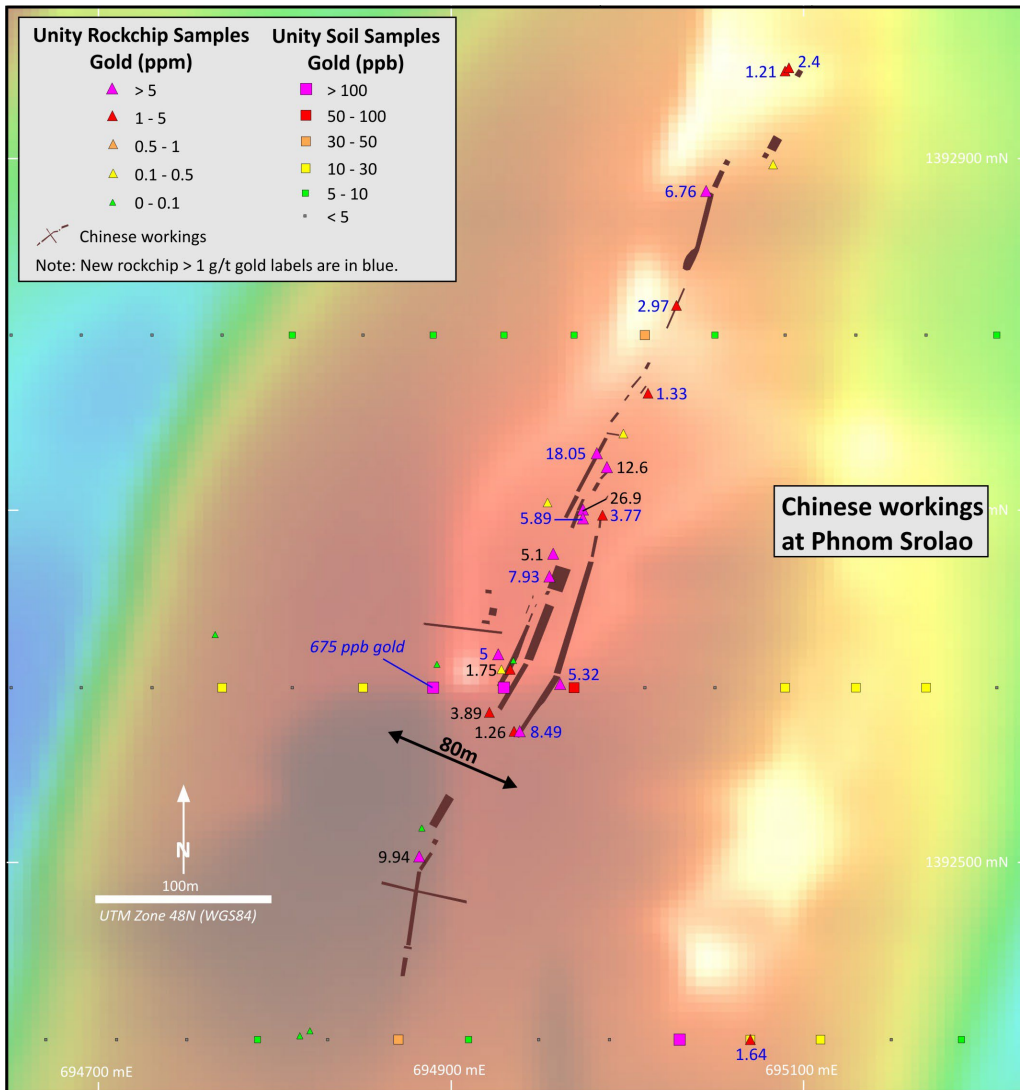 Unity Rockchip Samples
Gold (ppm)
> 5
1 - 5
0.5 - 1
0.1 - 0.5
0 - 0.1
Unity Soil Samples
Gold (ppb)
> 100
50 - 100
30 - 50
10 - 30
5 - 10
< 5
Chinese workings
Note: New rockchip > 1 g/t gold labels are in blue.
2.4
1.21
1392900 mN
6.76
2.97
1.33
18.05
12.6
26.9
5.89
3.77
Chinese workings
at Phnom Srolao
5.1
7.93
675 ppb gold
5
1.75
5.32
3.89
1.26
8.49
80m
N
9.94
1392500 mN
100m
UTM Zone 48N (WGS84)
1.64
694700 mE
694900 mE
695100 mE